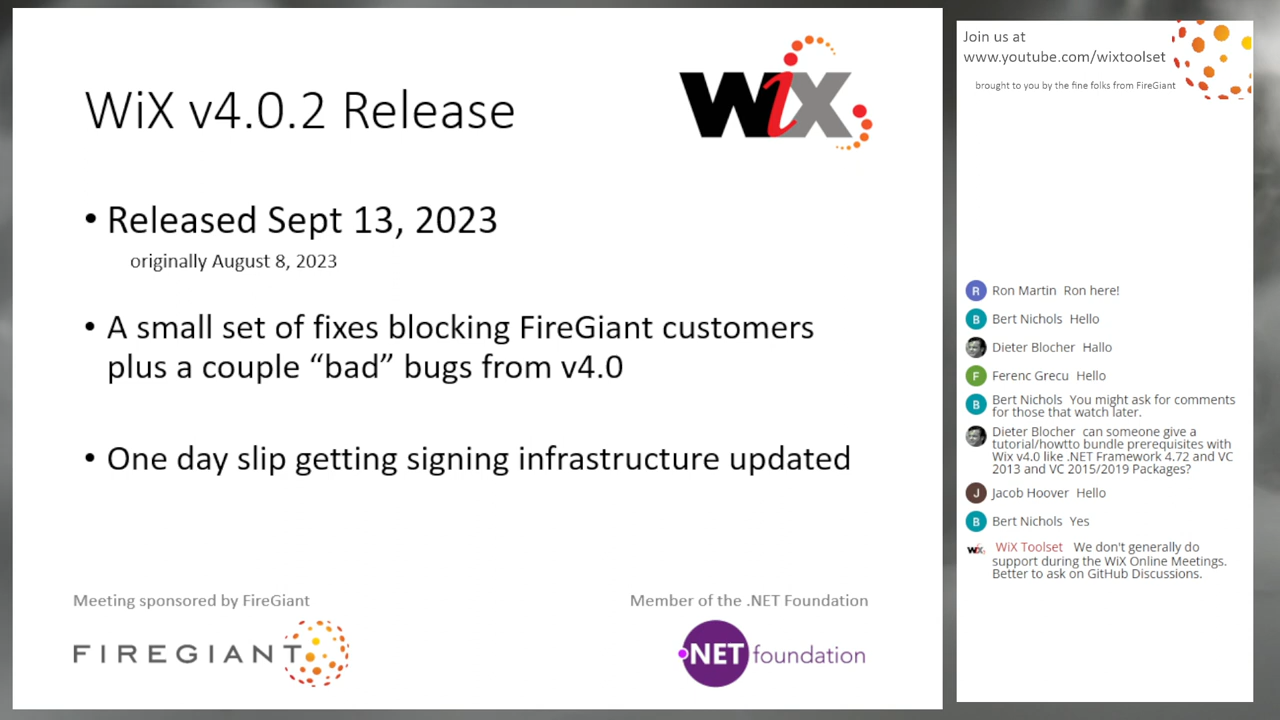 WiX v4.0.2 Release
WiX
• Released Sept 13, 2023
originally August 8, 2023
• A small set of fixes blocking FireGiant customers
plus a couple “bad” bugs from v4.0
• One day slip getting signing infrastructure updated
Meeting sponsored by FireGiant
FIREGIANT
Member of the .NET Foundation
.NET foundation
Join us at
www.youtube.com/wixtoolset
brought to you by the fine folks from FireGiant
R Ron Martin Ron here!
B Bert Nichols Hello
Dieter Blocher Hallo
F Ferenc Grecu Hello
B Bert Nichols You might ask for comments
for those that watch later.
Dieter Blocher can someone give a
tutorial/howtto bundle prerequisites with
Wix v4.0 like .NET Framework 4.72 and VC
2013 and VC 2015/2019 Packages?
J Jacob Hoover Hello
B Bert Nichols Yes
WiX WiX Toolset We don't generally do
support during the WiX Online Meetings.
Better to ask on GitHub Discussions.